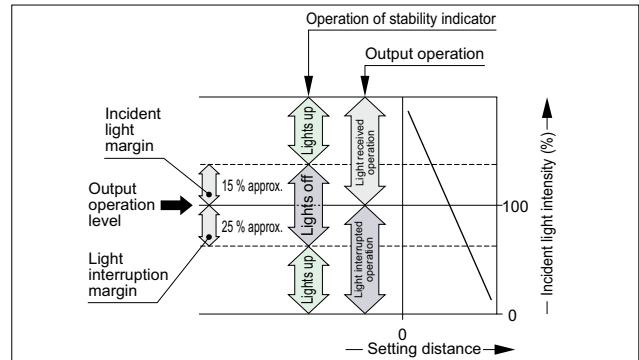 Operation of stability indicator
Output operation
Incident
light
margin
Output
operation
level
Light
interruption
margin
15 % approx.
25 % approx.
Lights up
Lights off
Lights up
Light received
operation
Light interrupted
operation
100
0
0
Setting distance
Incident light intensity (%)